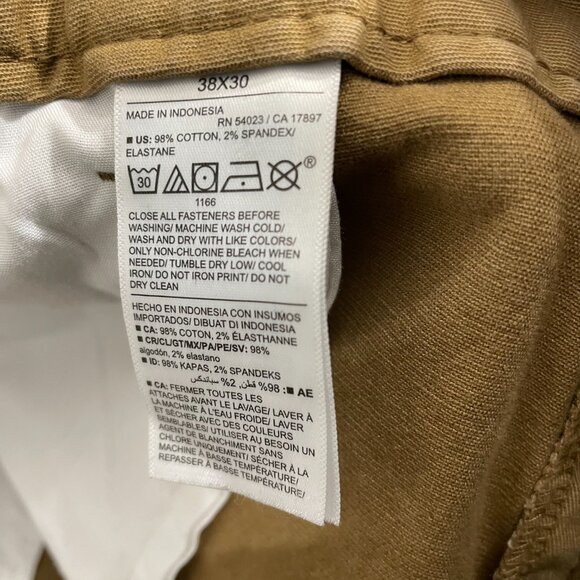 38X30
MADE IN INDONESIA
RN 54023 / CA 17897
■ US: 98% COTTON, 2% SPANDEX/
ELASTANE
30
®
1166
CLOSE ALL FASTENERS BEFORE
WASHING/ MACHINE WASH COLD/
WASH AND DRY WITH LIKE COLORS/
ONLY NON-CHLORINE BLEACH WHEN
NEEDED/ TUMBLE DRY LOW/ COOL
IRON/ DO NOT IRON PRINT/ DO NOT
DRY CLEAN
HECHO EN INDONESIA CON INSUMOS
IMPORTADOS/ DIBUAT DI INDONESIA
■ CA: 98% COTON, 2% ÉLASTHANNE
■ CR/CL/GT/MX/PA/PE/SV: 98%
algodón, 2% elastano
■ ID: 98% KAPAS, 2% SPANDEKS
■ AE: 98% قطن, 2% سباندكس
■ CA: FERMER TOUTES LES
ATTACHES AVANT LE LAVAGE/ LAVER À
LA MACHINE À L'EAU FROIDE/ LAVER
ET SÉCHER AVEC DES COULEURS
SEMBLABLES/ UTILISER AU BESOIN UN
AGENT DE BLANCHIMENT SANS
CHLORE UNIQUEMENT/ SÉCHER À LA
MACHINE À BASSE TEMPÉRATURE/
REPASSER À BASSE TEMPÉRATURE/